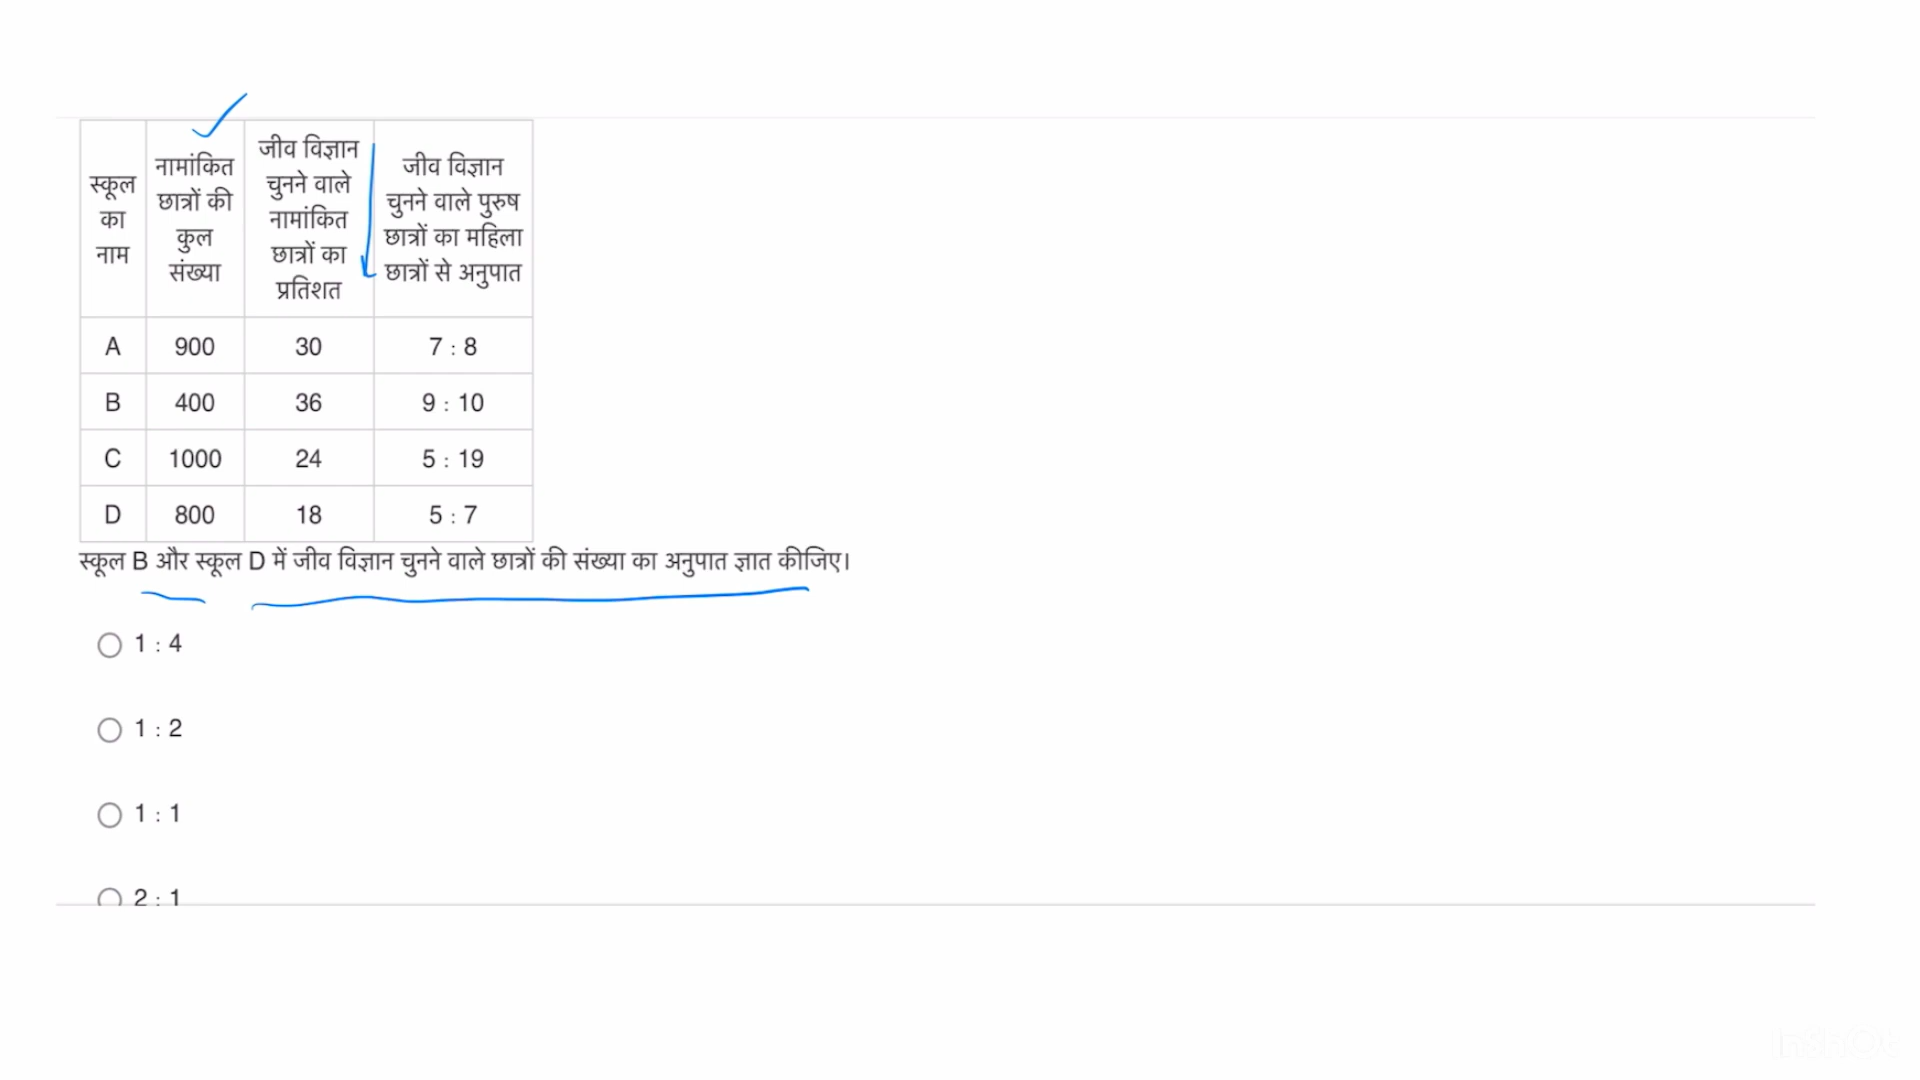 स्कूल का नाम
नामांकित छात्रों की कुल संख्या
जीव विज्ञान चुनने वाले नामांकित छात्रों का प्रतिशत
जीव विज्ञान चुनने वाले पुरुष छात्रों का महिला छात्रों से अनुपात
A 900 30 7 : 8
B 400 36 9 : 10
C 1000 24 5 : 19
D 800 18 5 : 7
स्कूल B और स्कूल D में जीव विज्ञान चुनने वाले छात्रों की संख्या का अनुपात ज्ञात कीजिए।
1 : 4
1 : 2
1 : 1
2 : 1